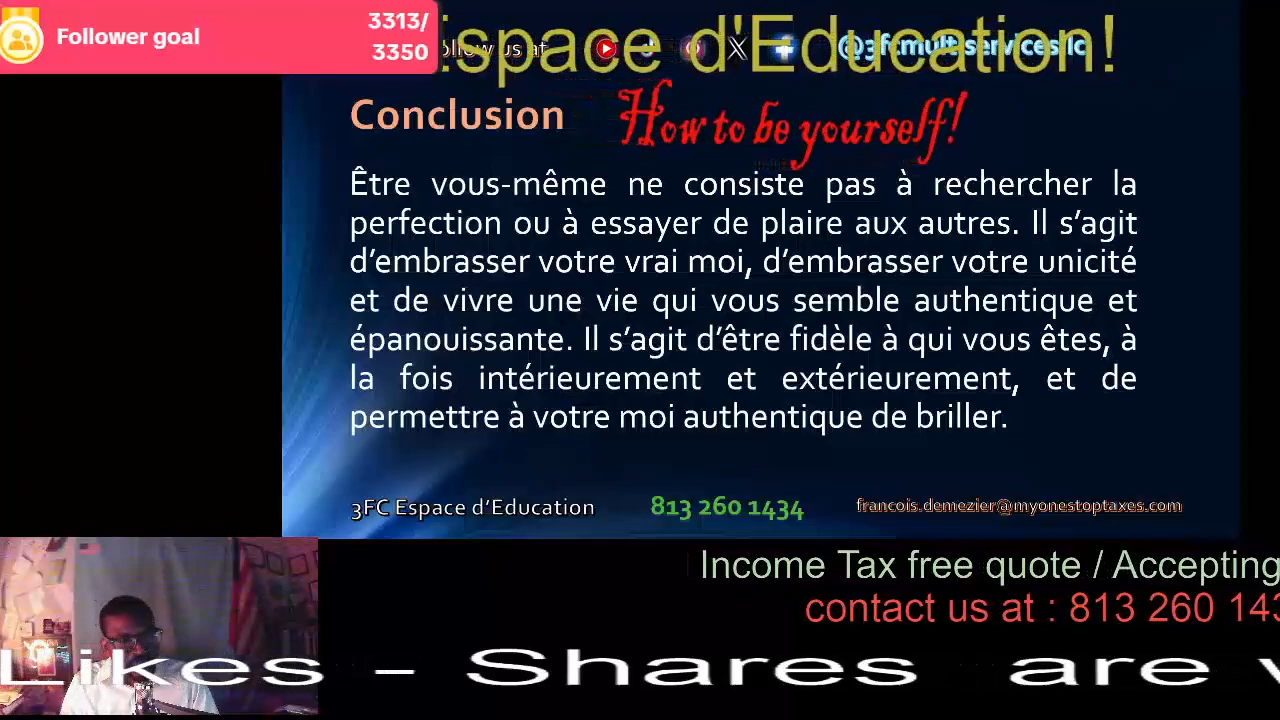 Follower goal
3313/
3350
Espace d'Education!
follow us at
@3fcmultiservicesllc
Conclusion
How to be yourself!
Être vous-même ne consiste pas à rechercher la
perfection ou à essayer de plaire aux autres. Il s’agit
d’embrasser votre vrai moi, d’embrasser votre unicité
et de vivre une vie qui vous semble authentique et
épanouissante. Il s’agit d’être fidèle à qui vous êtes, à
la fois intérieurement et extérieurement, et de
permettre à votre moi authentique de briller.
3FC Espace d’Education
813 260 1434
francois.demezier@myonestoptaxes.com
Income Tax free quote / Accepting
contact us at : 813 260 143
Likes - Shares are